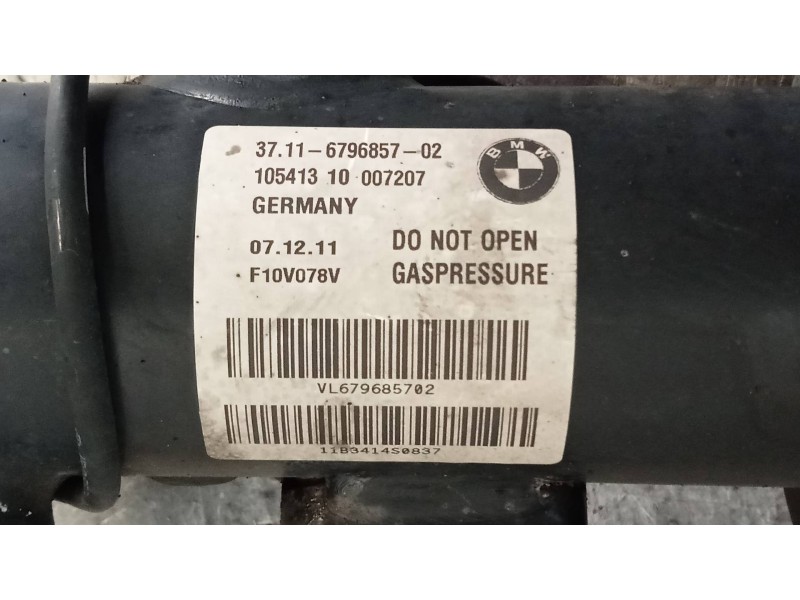 37.11-6796857-02
105413 10 007207
GERMANY
BMW
07.12.11
F10V078V
DO NOT OPEN
GASPRESSURE
VL679685702
11B3414S0837